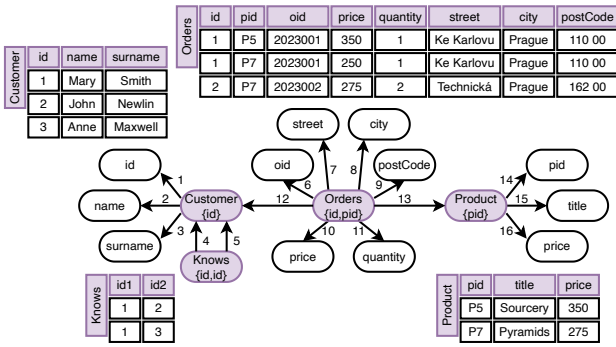 Orders
id pid oid price quantity street city postCode
1 P5 2023001 350 1 Ke Karlovu Prague 110 00
1 P7 2023001 250 1 Ke Karlovu Prague 110 00
2 P7 2023002 275 2 Technická Prague 162 00
Customer
id name surname
1 Mary Smith
2 John Newlin
3 Anne Maxwell
street city
7 8
id oid postCode pid
1 6 9 14
name 2 Customer 12 Orders 13 Product 15 title
{id} {id,pid} {pid}
3 10 11 16
surname 4 5 price quantity price
Knows
{id,id}
Knows
id1 id2
1 2
1 3
Product
pid title price
P5 Sourcery 350
P7 Pyramids 275